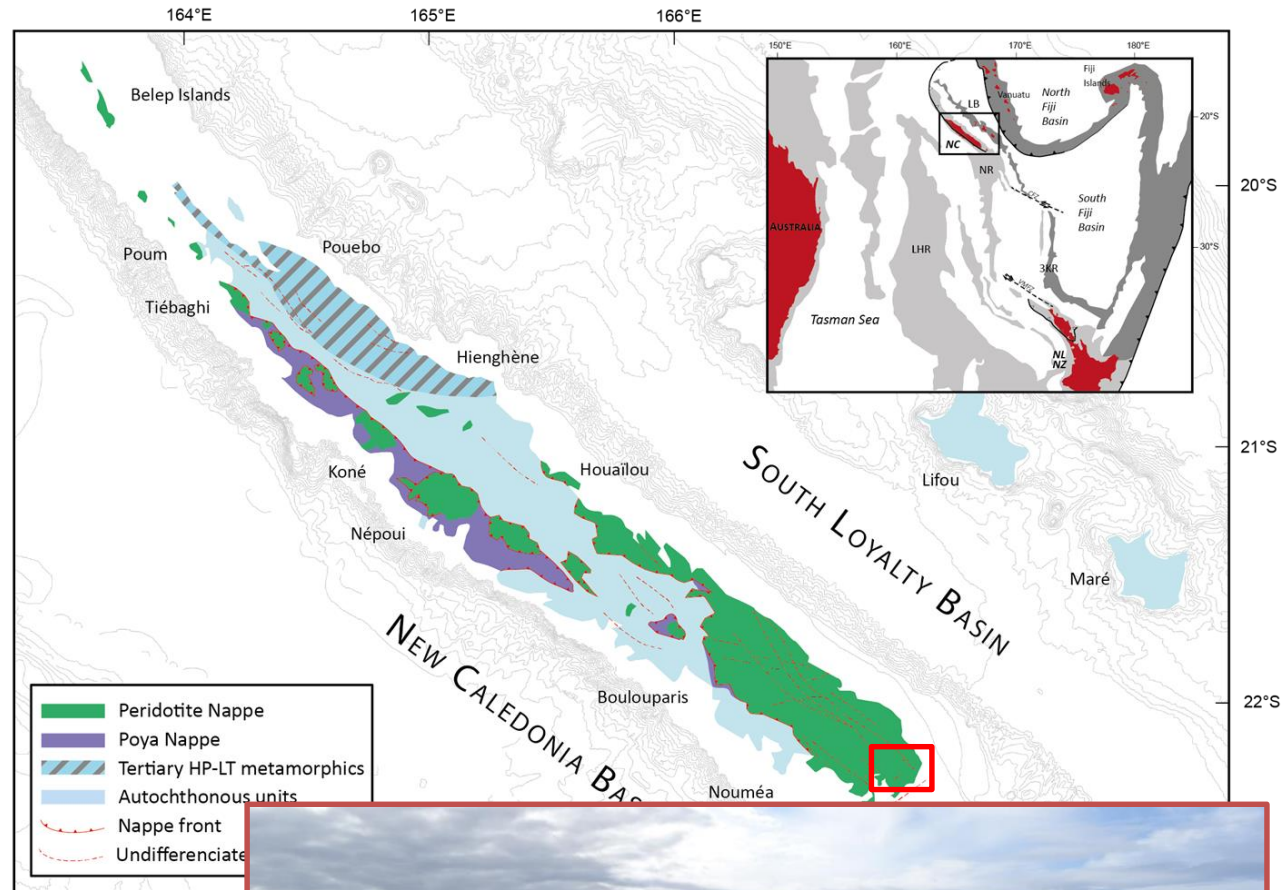 164°E
165°E
166°E
Belep Islands
Poum
Pouebo
Tiébaghi
Hienghène
Koné
Houaïlou
Népoui
Boulouparis
Nouméa
Lifou
Maré
SOUTH LOYALTY BASIN
NEW CALEDONIA BAS
20°S
21°S
22°S
150°E
160°E
170°E
180°E
Fiji
Islands
Vanuatu
North
Fiji
Basin
LB
20°S
NC
NR
South
Fiji
Basin
AUSTRALIA
LHR
30°S
3KR
Tasman Sea
NL
NZ
Peridotite Nappe
Poya Nappe
Tertiary HP-LT metamorphics
Autochthonous units
Nappe front
Undifferenciate